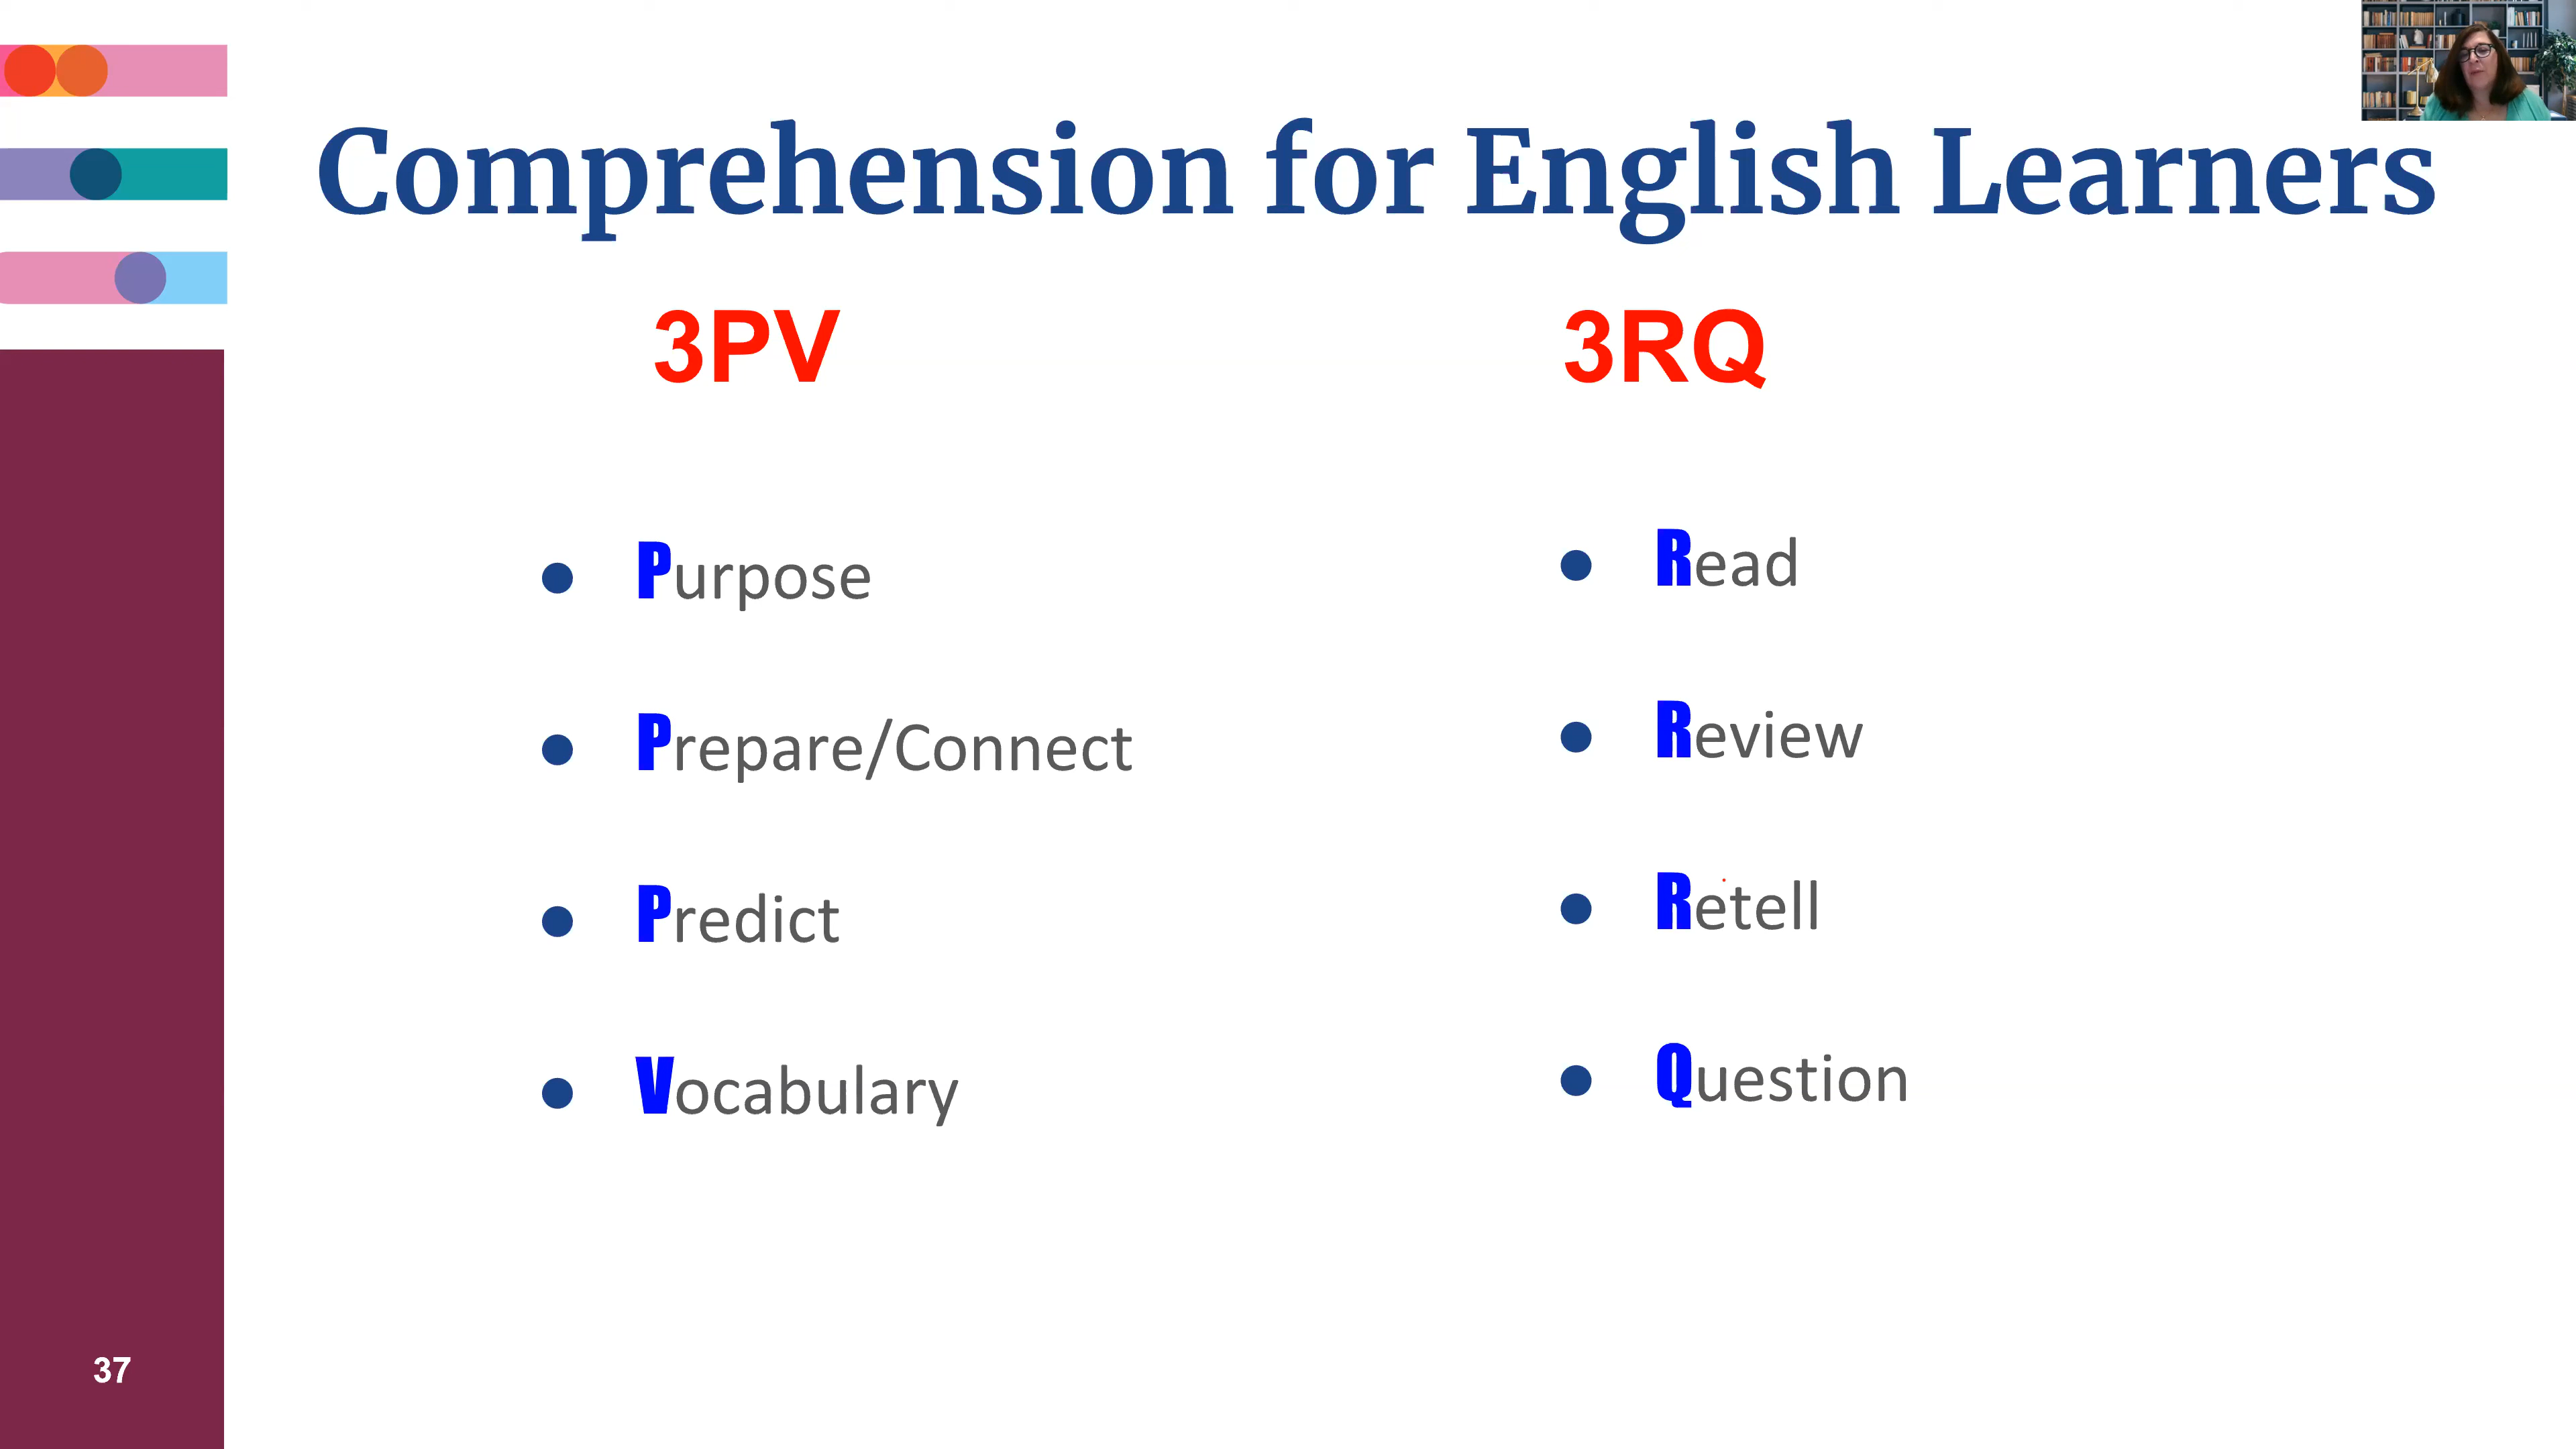 Comprehension for English Learners
3PV
● Purpose
● Prepare/Connect
● Predict
● Vocabulary
3RQ
● Read
● Review
● Retell
● Question
37